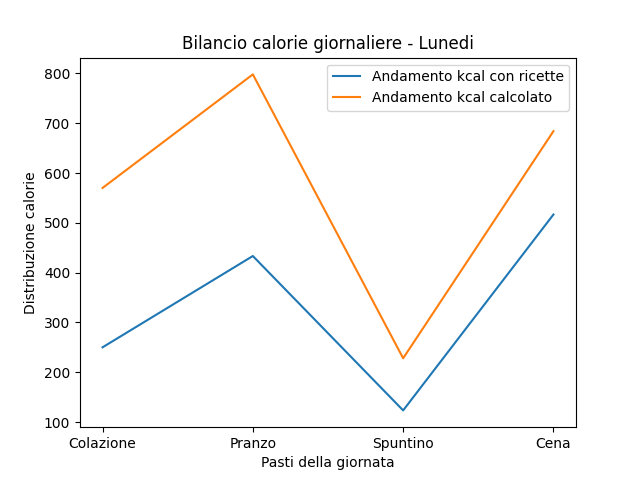 Bilancio calorie giornaliere - Lunedi
Andamento kcal con ricette
Andamento kcal calcolato
Distribuzione calorie
800
700
600
500
400
300
200
100
Colazione Pranzo Spuntino Cena
Pasti della giornata